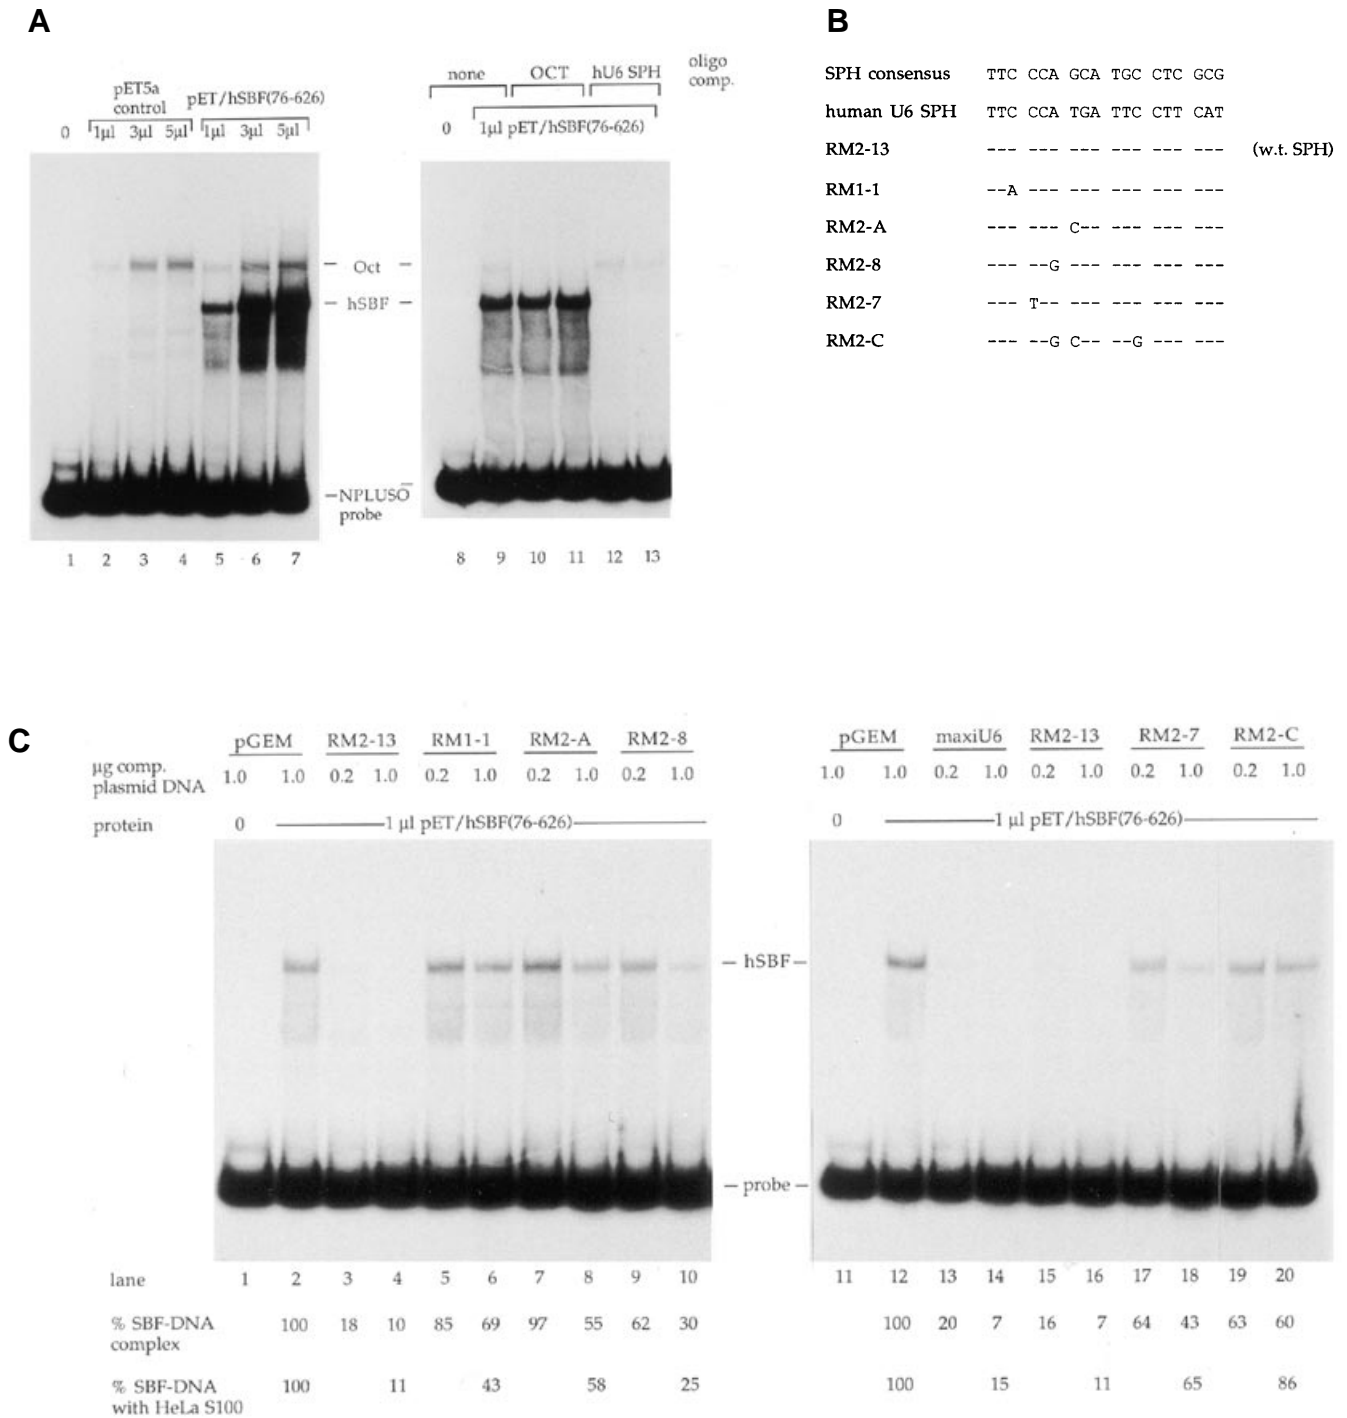 A
pET5a control
pET/hSBF(76-626)
0 1µl 3µl 5µl 1µl 3µl 5µl
none OCT hU6 SPH oligo comp.
0 1µl pET/hSBF(76-626)
– Oct –
– hSBF –
–NPLUSO– probe
1 2 3 4 5 6 7
8 9 10 11 12 13
B
SPH consensus TTC CCA GCA TGC CTC GCG
human U6 SPH TTC CCA TGA TTC CTT CAT
RM2-13 --- --- --- --- --- --- (w.t. SPH)
RM1-1 --A --- --- --- --- ---
RM2-A --- --- C-- --- --- ---
RM2-8 --- --G --- --- --- ---
RM2-7 --- T-- --- --- --- ---
RM2-C --- --G C-- --G --- ---
C
pGEM RM2-13 RM1-1 RM2-A RM2-8
µg comp. plasmid DNA 1.0 1.0 0.2 1.0 0.2 1.0 0.2 1.0 0.2 1.0
protein 0 1 µl pET/hSBF(76-626)
pGEM maxiU6 RM2-13 RM2-7 RM2-C
1.0 1.0 0.2 1.0 0.2 1.0 0.2 1.0 0.2 1.0
0 1 µl pET/hSBF(76-626)
– hSBF –
– probe –
lane 1 2 3 4 5 6 7 8 9 10
11 12 13 14 15 16 17 18 19 20
% SBF-DNA complex 100 18 10 85 69 97 55 62 30
100 20 7 16 7 64 43 63 60
% SBF-DNA with HeLa S100 100 11 43 58 25
100 15 11 65 86